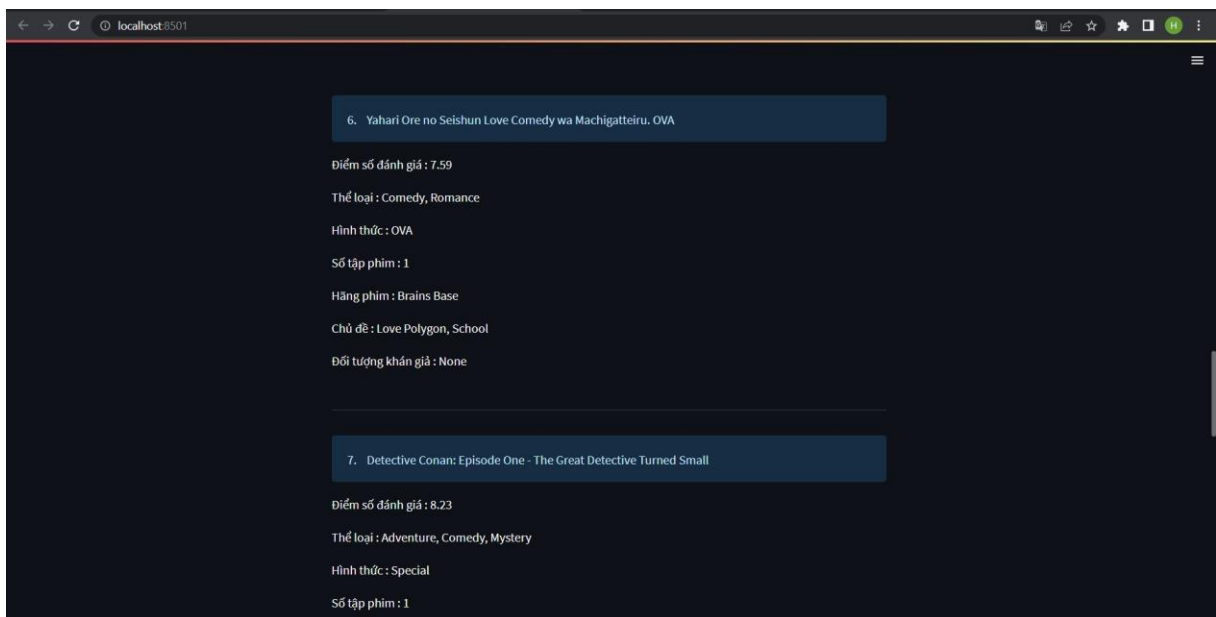 localhost:8501
H
6. Yahari Ore no Seishun Love Comedy wa Machigatteiru. OVA
Điểm số đánh giá : 7.59
Thể loại : Comedy, Romance
Hình thức : OVA
Số tập phim : 1
Hãng phim : Brains Base
Chủ đề : Love Polygon, School
Đối tượng khán giả : None
7. Detective Conan: Episode One - The Great Detective Turned Small
Điểm số đánh giá : 8.23
Thể loại : Adventure, Comedy, Mystery
Hình thức : Special
Số tập phim : 1